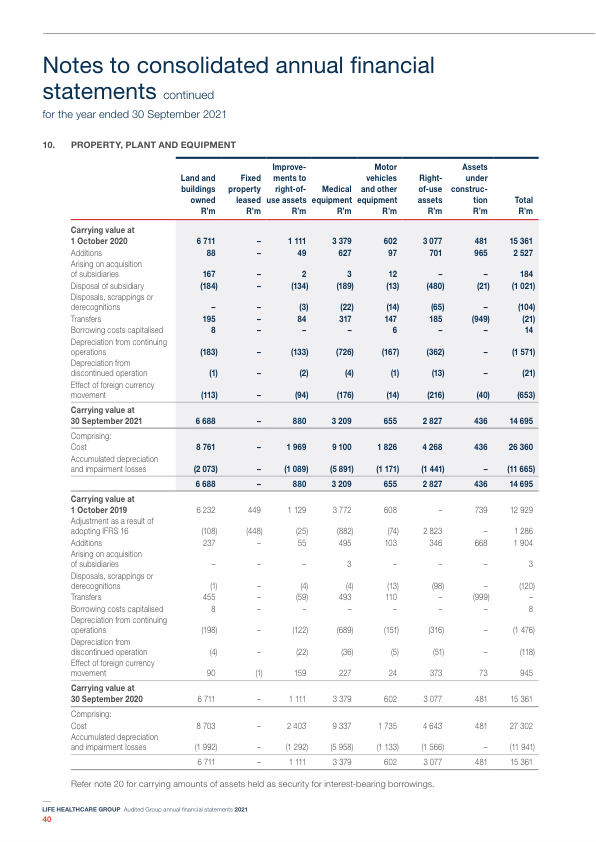 Notes to consolidated annual financial
statements continued
for the year ended 30 September 2021
10. PROPERTY, PLANT AND EQUIPMENT
Land and buildings owned R'm Fixed property leased R'm Improve-ments to right-of-use assets R'm Medical equipment R'm Motor vehicles and other equipment R'm Right-of-use assets R'm Assets under construc-tion R'm Total R'm
Carrying value at
1 October 2020 6 711 – 1 111 3 379 602 3 077 481 15 361
Additions 88 – 49 627 97 701 965 2 527
Arising on acquisition
of subsidiaries 167 – 2 3 12 – – 184
Disposal of subsidiary (184) – (134) (189) (13) (480) (21) (1 021)
Disposals, scrappings or
derecognitions – – (3) (22) (14) (65) – (104)
Transfers 195 – 84 317 147 185 (949) (21)
Borrowing costs capitalised 8 – – – 6 – – 14
Depreciation from continuing
operations (183) – (133) (726) (167) (362) – (1 571)
Depreciation from
discontinued operation (1) – (2) (4) (1) (13) – (21)
Effect of foreign currency
movement (113) – (94) (176) (14) (216) (40) (653)
Carrying value at
30 September 2021 6 688 – 880 3 209 655 2 827 436 14 695
Comprising:
Cost 8 761 – 1 969 9 100 1 826 4 268 436 26 360
Accumulated depreciation
and impairment losses (2 073) – (1 089) (5 891) (1 171) (1 441) – (11 665)
6 688 – 880 3 209 655 2 827 436 14 695
Carrying value at
1 October 2019 6 232 449 1 129 3 772 608 – 739 12 929
Adjustment as a result of
adopting IFRS 16 (108) (448) (25) (882) (74) 2 823 – 1 286
Additions 237 – 55 495 103 346 668 1 904
Arising on acquisition
of subsidiaries – – – 3 – – – 3
Disposals, scrappings or
derecognitions (1) – (4) (4) (13) (98) – (120)
Transfers 455 – (59) 493 110 – (999) –
Borrowing costs capitalised 8 – – – – – – 8
Depreciation from continuing
operations (198) – (122) (689) (151) (316) – (1 476)
Depreciation from
discontinued operation (4) – (22) (36) (5) (51) – (118)
Effect of foreign currency
movement 90 (1) 159 227 24 373 73 945
Carrying value at
30 September 2020 6 711 – 1 111 3 379 602 3 077 481 15 361
Comprising:
Cost 8 703 – 2 403 9 337 1 735 4 643 481 27 302
Accumulated depreciation
and impairment losses (1 992) – (1 292) (5 958) (1 133) (1 566) – (11 941)
6 711 – 1 111 3 379 602 3 077 481 15 361
Refer note 20 for carrying amounts of assets held as security for interest-bearing borrowings.
LIFE HEALTHCARE GROUP Audited Group annual financial statements 2021
40